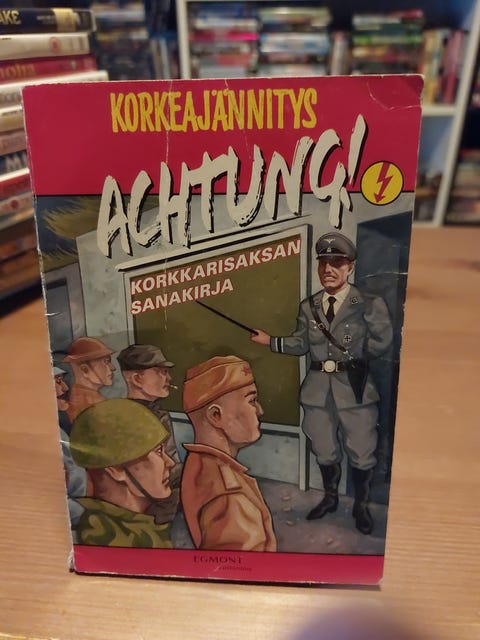 KORKEAJÄNNITYS
ACHTUNG!
KORKKARISAKSAN
SANAKIRJA
EGMONT